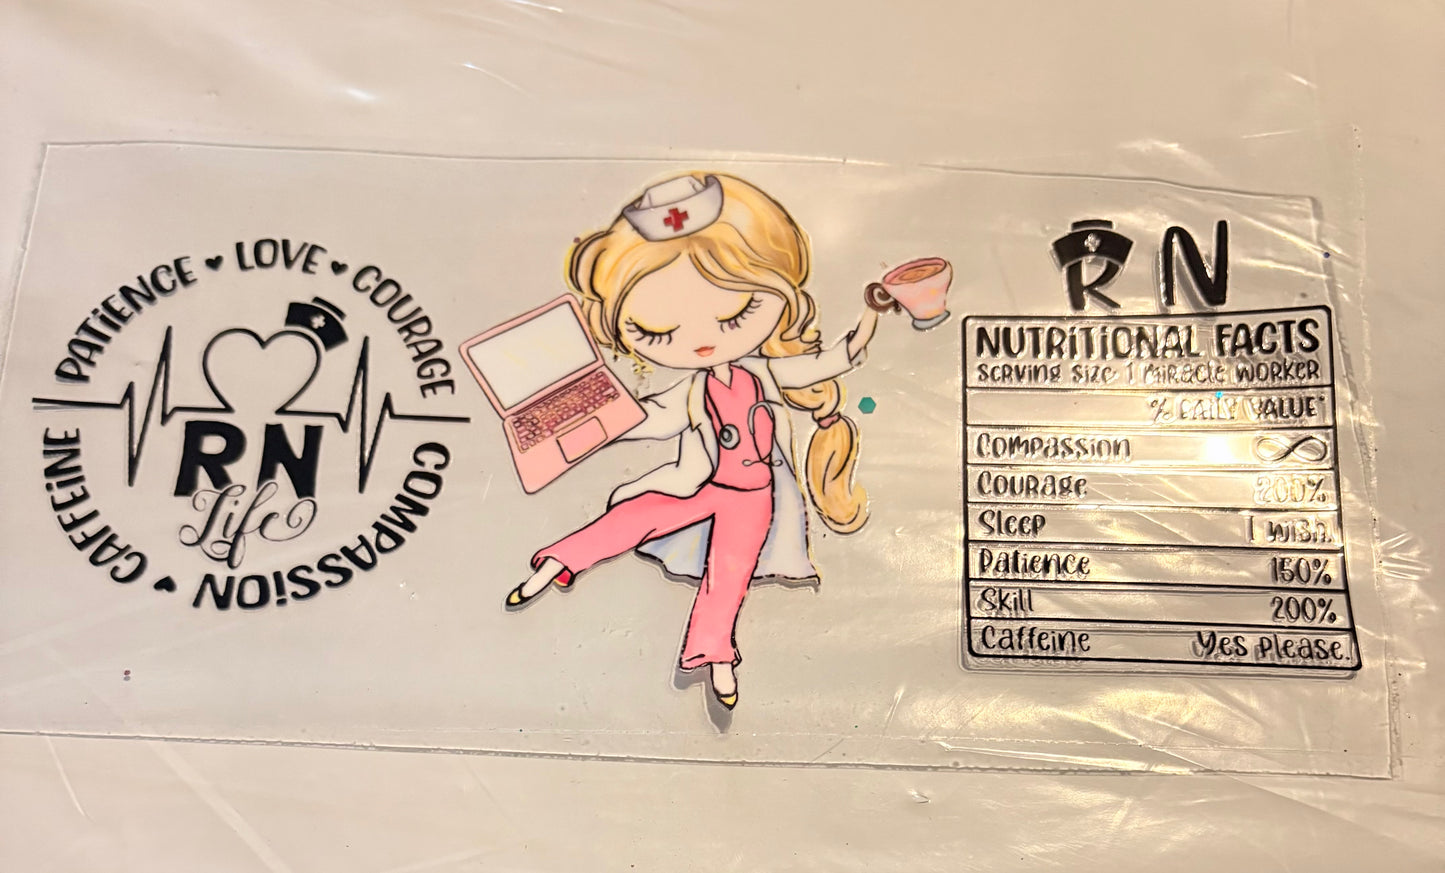 PATiENCE ♥ LOVE ♥ COURAGE
CAFFEiNE ♥ COMPASSiON
RN
Life
RN
NUTRiTiONAL FACTS
serving size 1 miracle worker
% DAILY VALUE*
Compassion ∞
Courage 200%
Sleep I wish.
Patience 150%
Skill 200%
Caffeine Yes please.